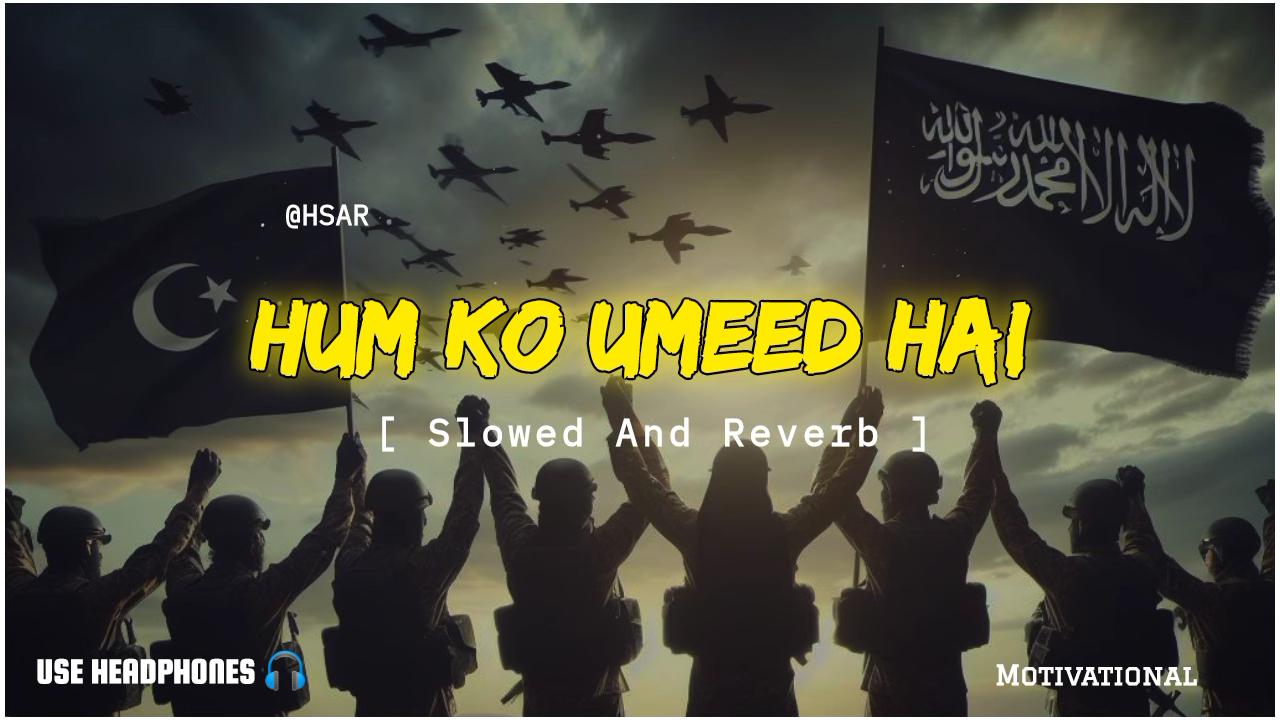 لا إله إلا الله محمد رسول الله
@HSAR
HUM KO UMEED HAI
[ Slowed And Reverb ]
USE HEADPHONES
MOTIVATIONAL